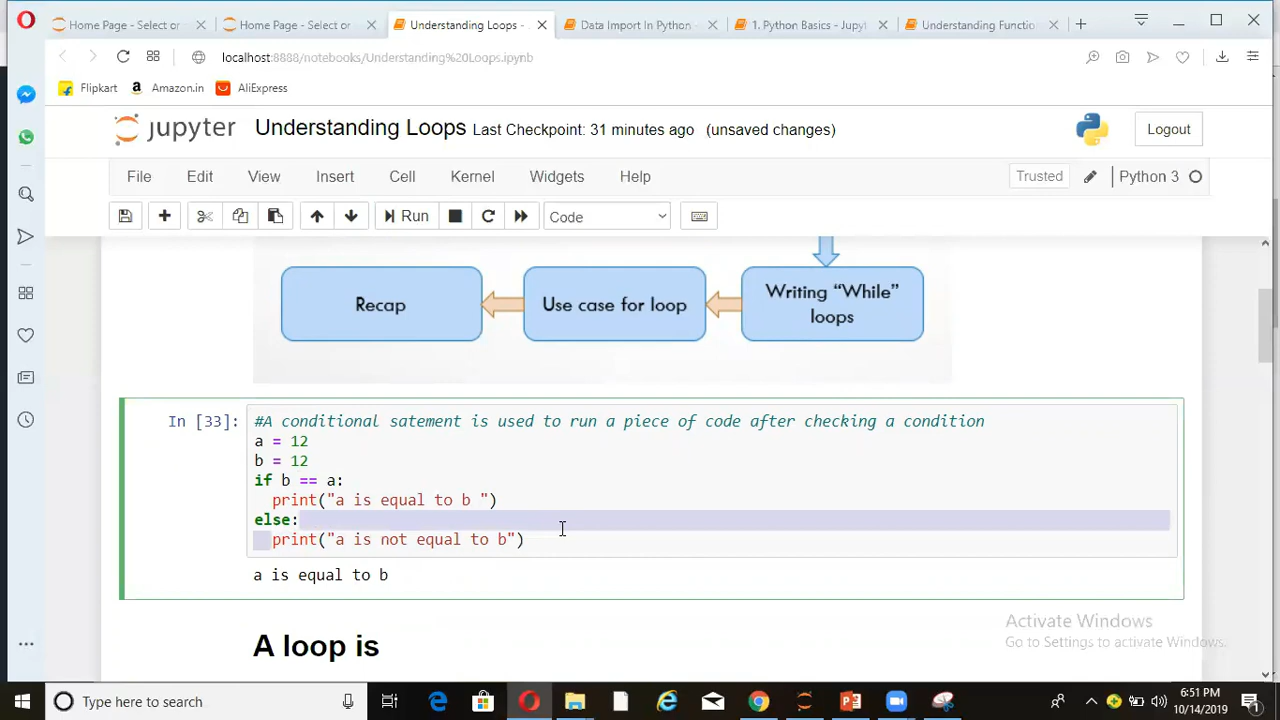 Home Page - Select or
Home Page - Select or
Understanding Loops -
Data Import In Python -
1. Python Basics - Jupyt
Understanding Functio
localhost:8888/notebooks/Understanding%20Loops.ipynb
Flipkart
Amazon.in
AliExpress
jupyter Understanding Loops Last Checkpoint: 31 minutes ago (unsaved changes)
Logout
File Edit View Insert Cell Kernel Widgets Help
Trusted
Python 3
Run
Code
Recap
Use case for loop
Writing “While”
loops
In [33]:
#A conditional satement is used to run a piece of code after checking a condition
a = 12
b = 12
if b == a:
  print("a is equal to b ")
else:
  print("a is not equal to b")
a is equal to b
A loop is
Activate Windows
Go to Settings to activate Windows.
Type here to search
6:51 PM
10/14/2019